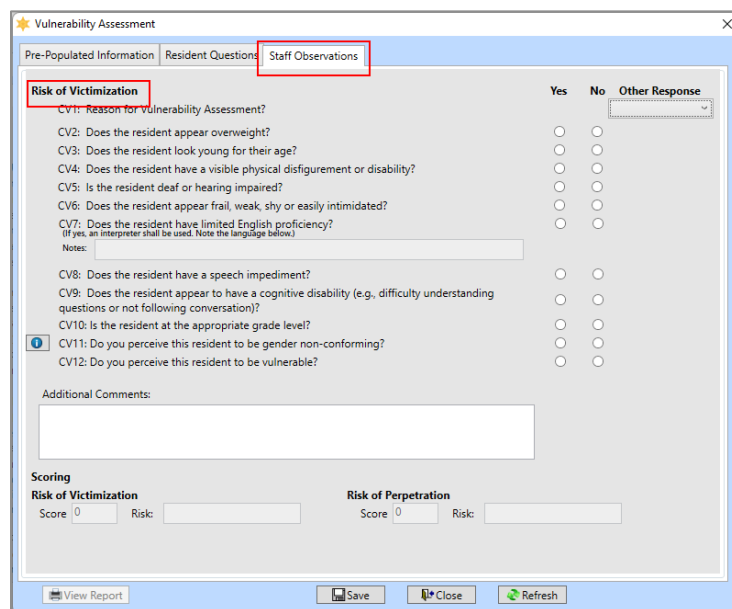 Vulnerability Assessment
Pre-Populated Information Resident Questions Staff Observations
Risk of Victimization Yes No Other Response
CV1: Reason for Vulnerability Assessment?
CV2: Does the resident appear overweight?
CV3: Does the resident look young for their age?
CV4: Does the resident have a visible physical disfigurement or disability?
CV5: Is the resident deaf or hearing impaired?
CV6: Does the resident appear frail, weak, shy or easily intimidated?
CV7: Does the resident have limited English proficiency?
(If yes, an interpreter shall be used. Note the language below.)
Notes:
CV8: Does the resident have a speech impediment?
CV9: Does the resident appear to have a cognitive disability (e.g., difficulty understanding
questions or not following conversation)?
CV10: Is the resident at the appropriate grade level?
CV11: Do you perceive this resident to be gender non-conforming?
CV12: Do you perceive this resident to be vulnerable?
Additional Comments:
Scoring
Risk of Victimization Risk of Perpetration
Score 0 Risk: Score 0 Risk:
View Report Save Close Refresh